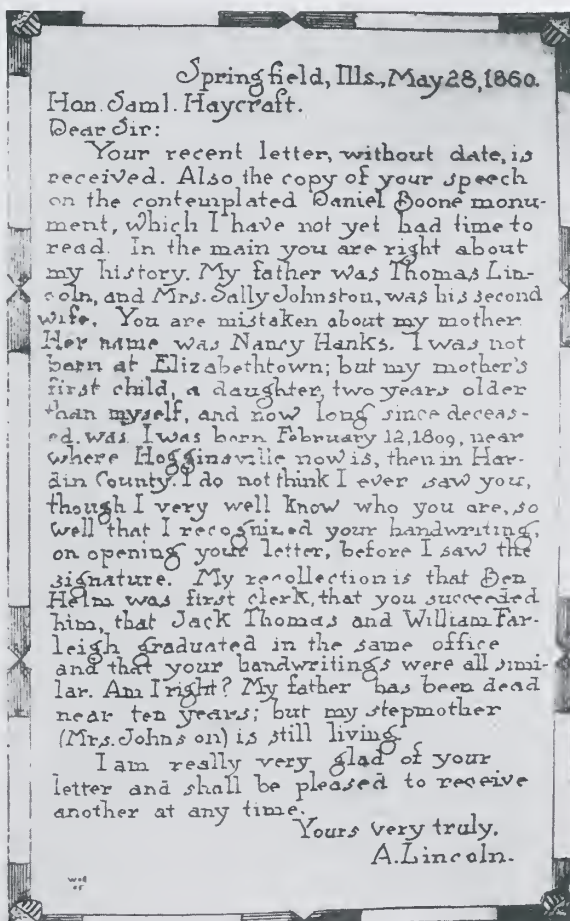 Springfield, Ills., May 28, 1860.
Hon. Saml. Haycraft.
Dear Sir:
Your recent letter, without date, is
received. Also the copy of your speech
on the contemplated Daniel Boone monu-
ment, which I have not yet had time to
read. In the main you are right about
my history. My father was Thomas Lin-
coln, and Mrs. Sally Johnston, was his second
wife. You are mistaken about my mother.
Her name was Nancy Hanks. I was not
born at Elizabethtown; but my mother's
first child, a daughter, two years older
than myself, and now long since deceas-
ed, was. I was born February 12, 1809, near
where Hogginsville now is, then in Har-
din County. I do not think I ever saw you,
though I very well know who you are, so
well that I recognized your handwriting,
on opening your letter, before I saw the
signature. My recollection is that Ben
Helm was first clerk, that you succeeded
him, that Jack Thomas and William Far-
leigh graduated in the same office
and that your handwritings were all simi-
lar. Am I right? My father has been dead
near ten years; but my stepmother
(Mrs. Johns on) is still living.
I am really very glad of your
letter and shall be pleased to receive
another at any time.
Yours very truly,
A. Lincoln.